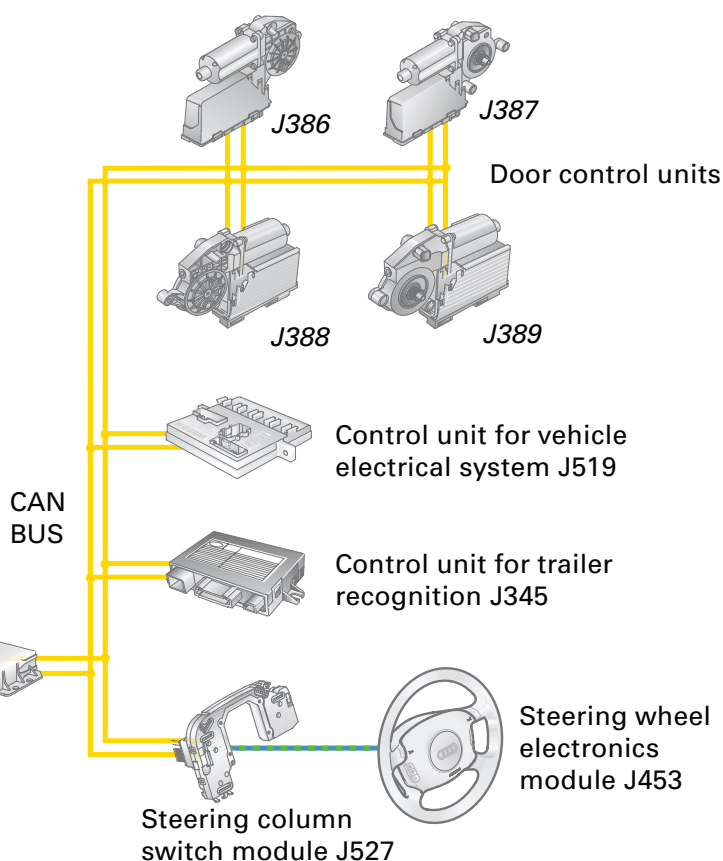 J386
J387
Door control units
J388
J389
Control unit for vehicle
electrical system J519
CAN
BUS
Control unit for trailer
recognition J345
Steering wheel
electronics
module J453
Steering column
switch module J527